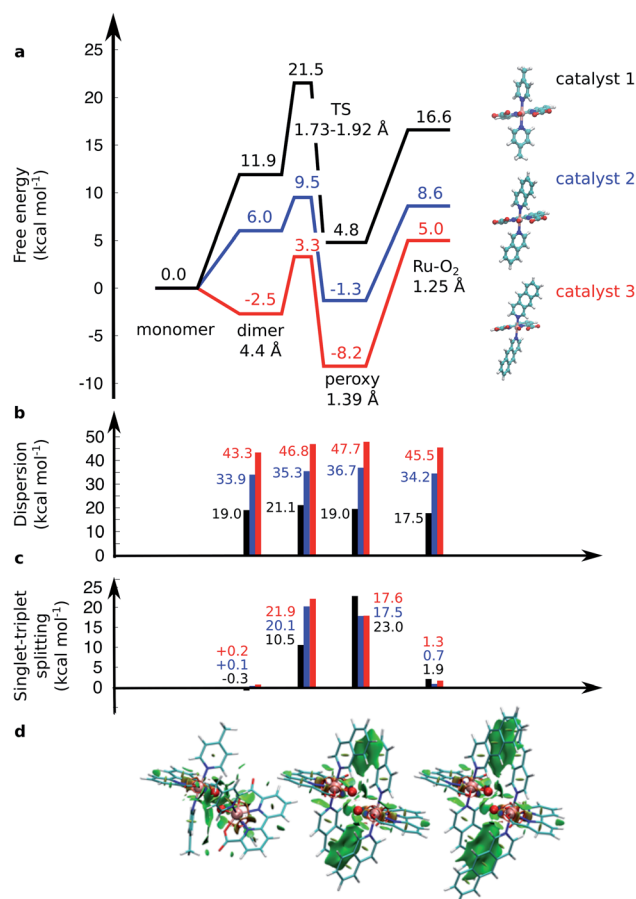 a
25
20
15
10
5
0
-5
-10
Free energy
(kcal mol-1)
0.0
monomer
11.9
6.0
-2.5
dimer
4.4 Å
21.5
TS
1.73-1.92 Å
9.5
3.3
4.8
-1.3
-8.2
peroxy
1.39 Å
16.6
8.6
5.0
Ru-O2
1.25 Å
catalyst 1
catalyst 2
catalyst 3
b
50
40
30
20
10
0
Dispersion
(kcal mol-1)
43.3
33.9
19.0
46.8
35.3
21.1
47.7
36.7
19.0
45.5
34.2
17.5
c
25
20
15
10
5
0
Singlet-triplet
splitting
(kcal mol-1)
+0.2
+0.1
-0.3
21.9
20.1
10.5
17.6
17.5
23.0
1.3
0.7
1.9
d